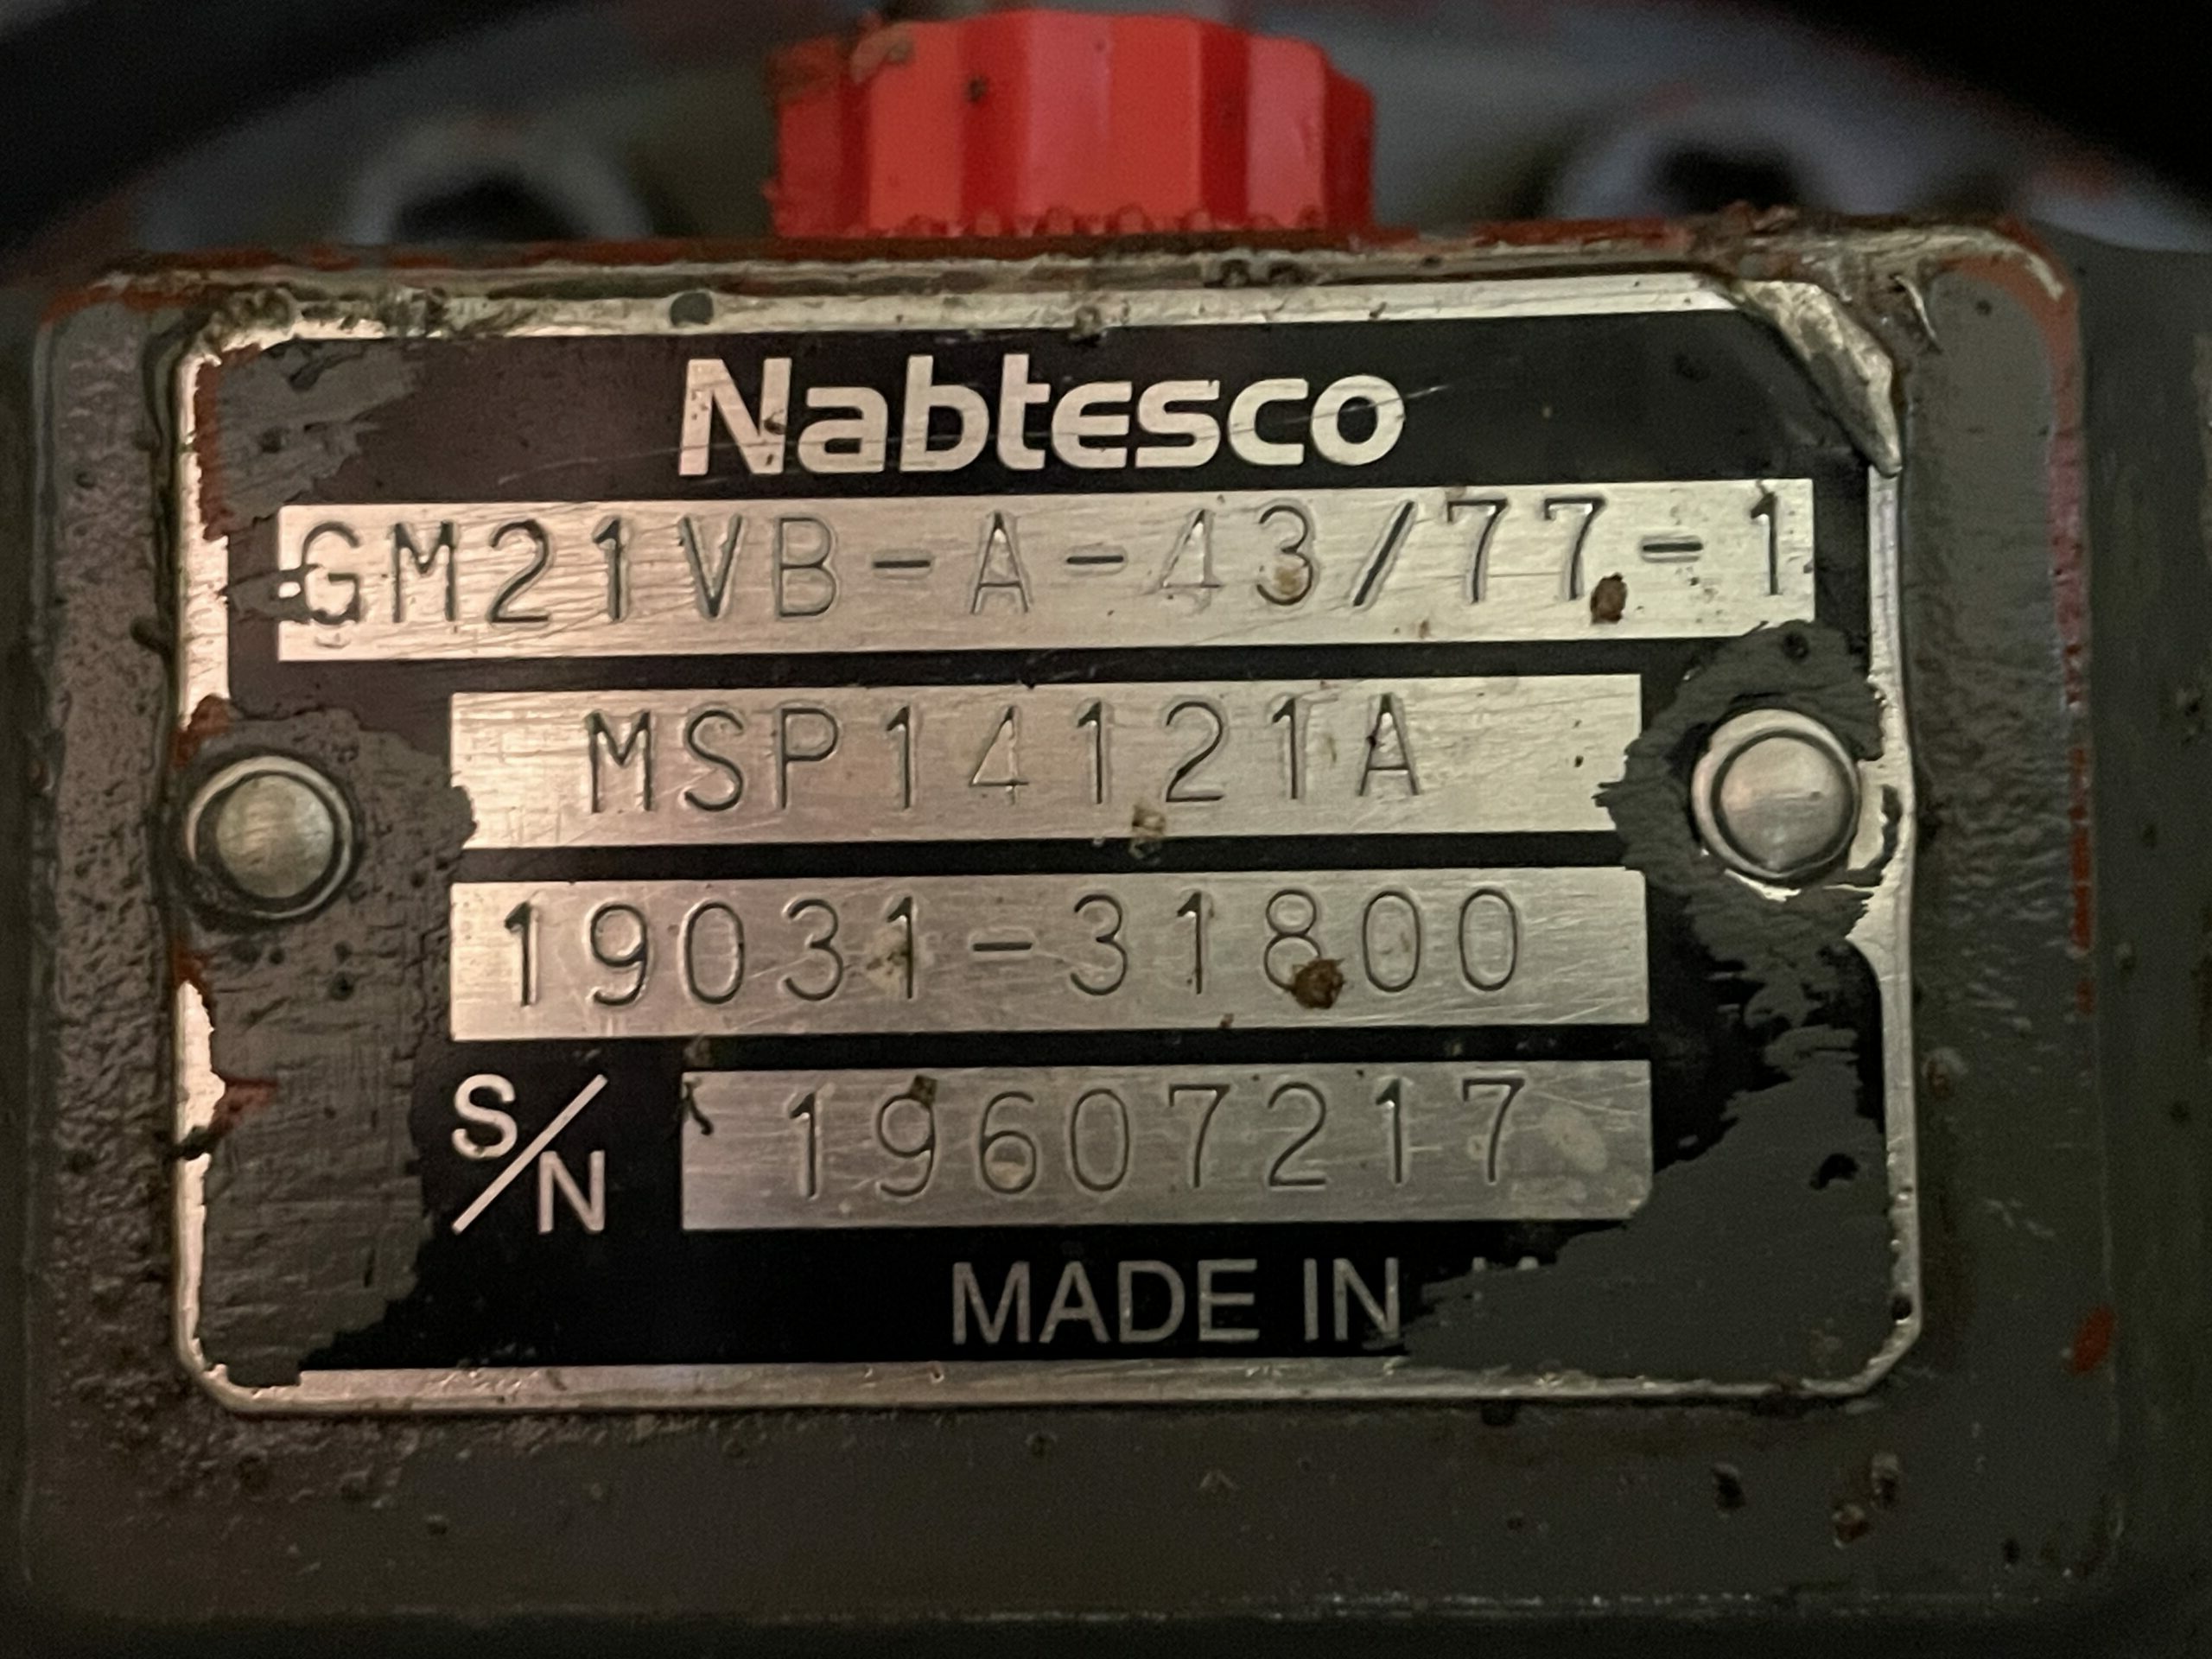 Nabtesco
GM21VB-A-43/77-1
MSP14121A
19031-31800
S/N 19607217
MADE IN